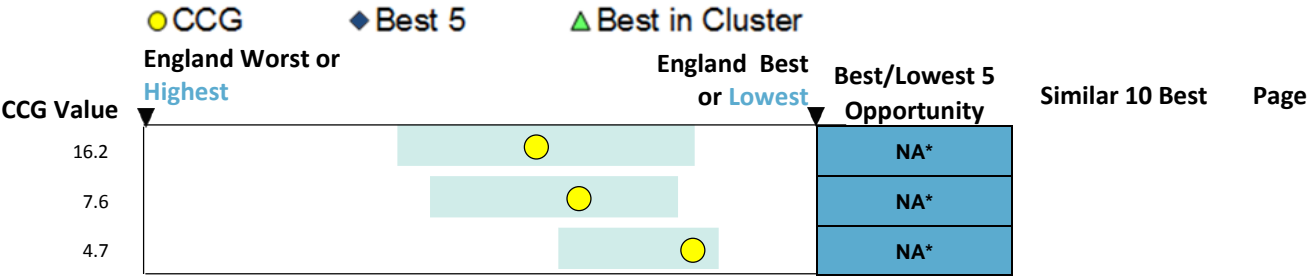 CCG Best 5 Best in Cluster
England Worst or
Highest
England Best
or Lowest
Best/Lowest 5
Opportunity
Similar 10 Best
Page
CCG Value
16.2 NA*
7.6 NA*
4.7 NA*